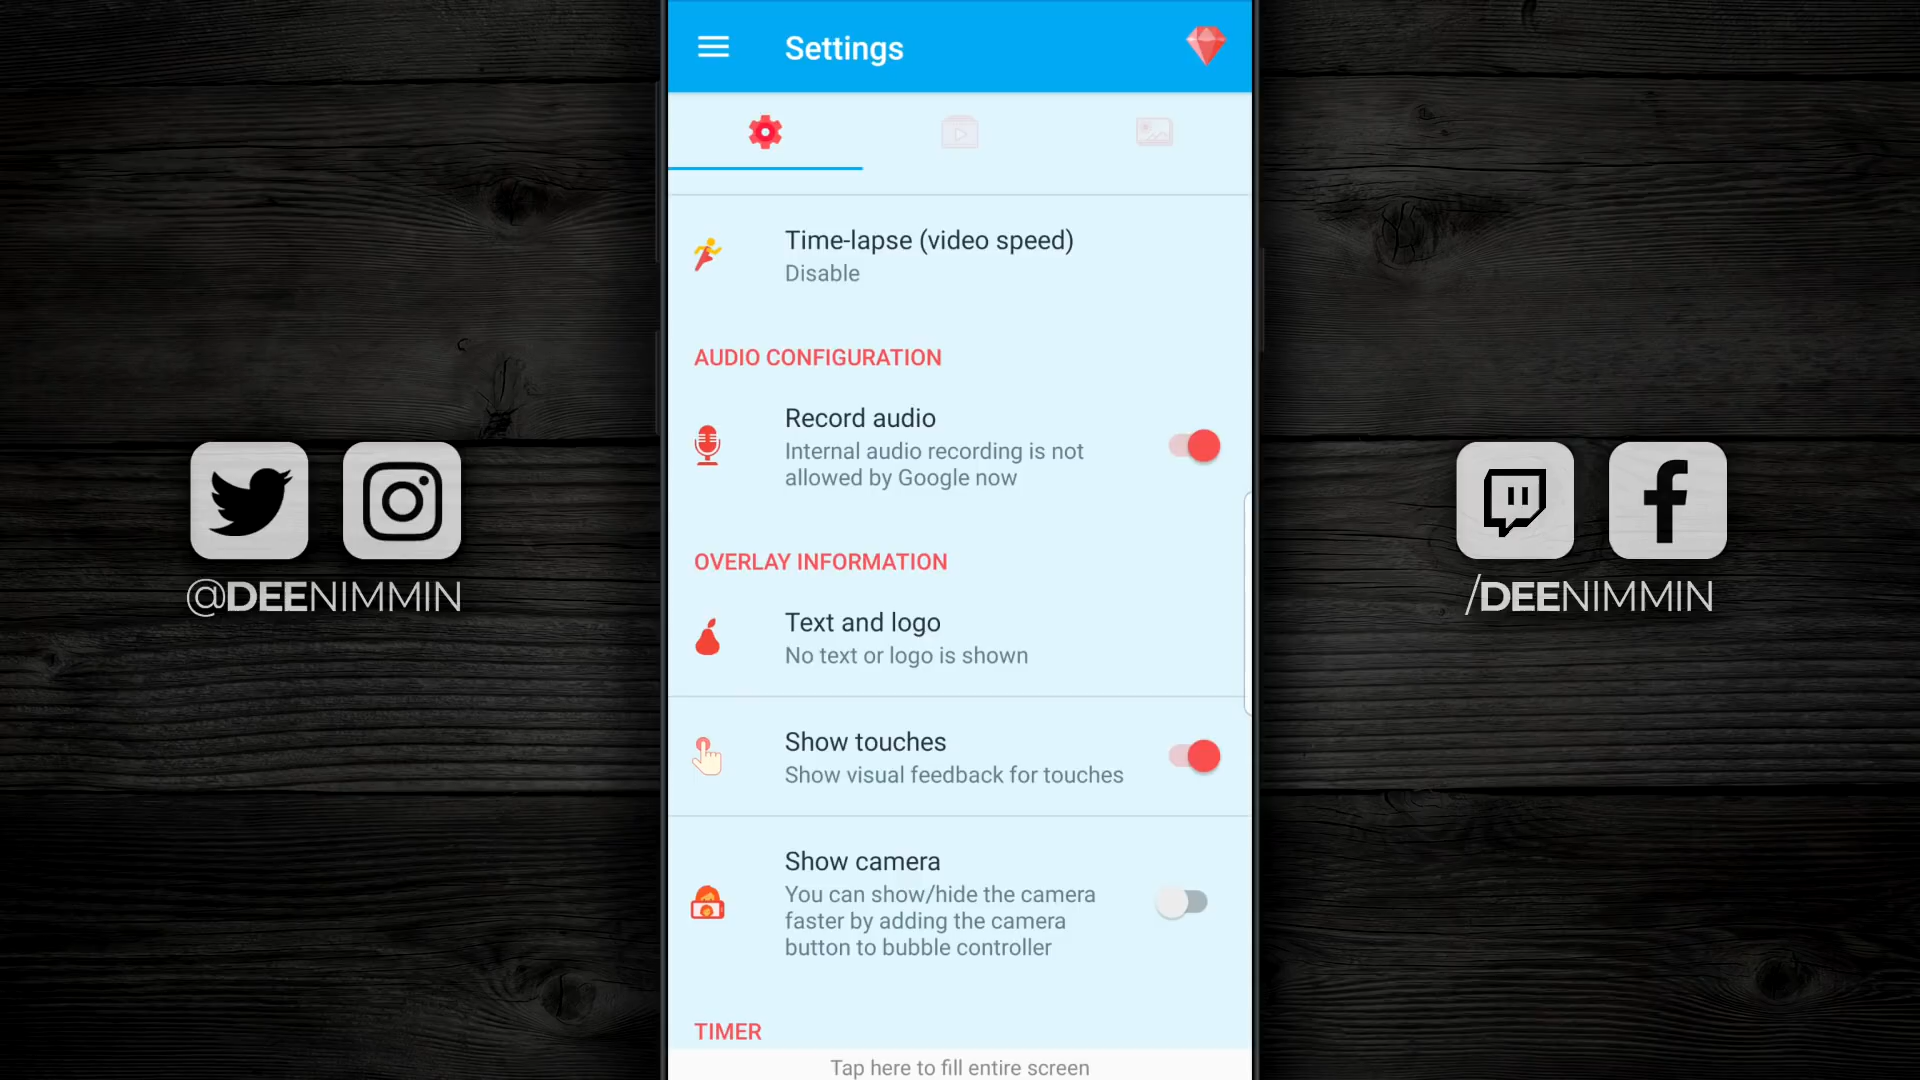 Settings
Time-lapse (video speed)
Disable
AUDIO CONFIGURATION
Record audio
Internal audio recording is not
allowed by Google now
OVERLAY INFORMATION
Text and logo
No text or logo is shown
Show touches
Show visual feedback for touches
Show camera
You can show/hide the camera
faster by adding the camera
button to bubble controller
TIMER
Tap here to fill entire screen
@DEENIMMIN
/DEENIMMIN